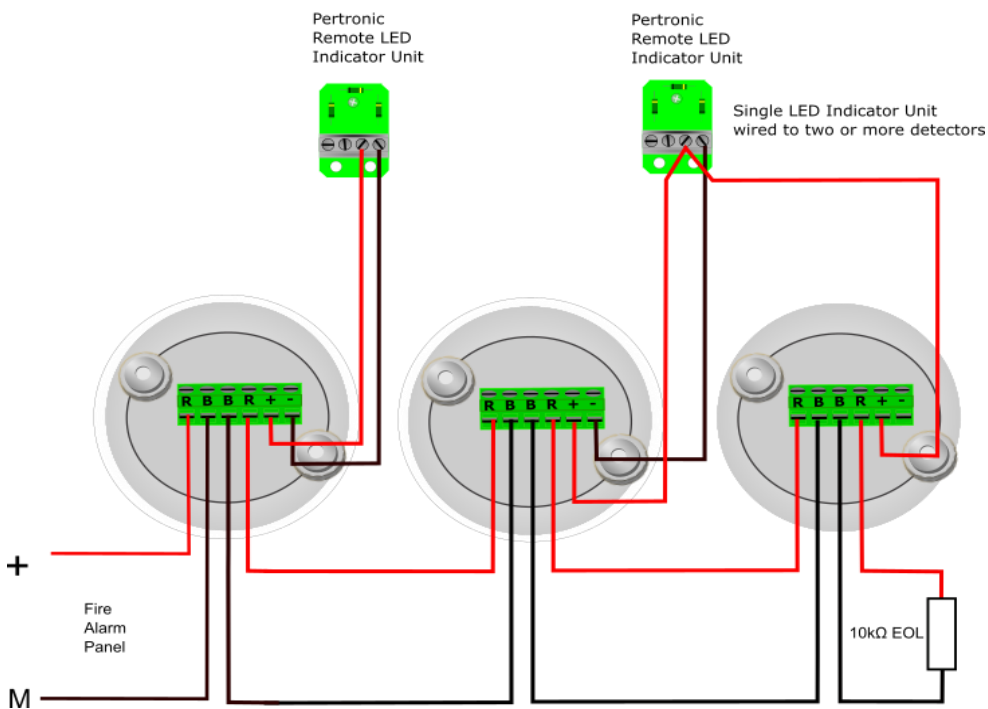 Pertronic
Remote LED
Indicator Unit
Pertronic
Remote LED
Indicator Unit
Single LED Indicator Unit
wired to two or more detectors
R B B R + -
R B B R + -
R B B R + -
+
Fire
Alarm
Panel
10kΩ EOL
M